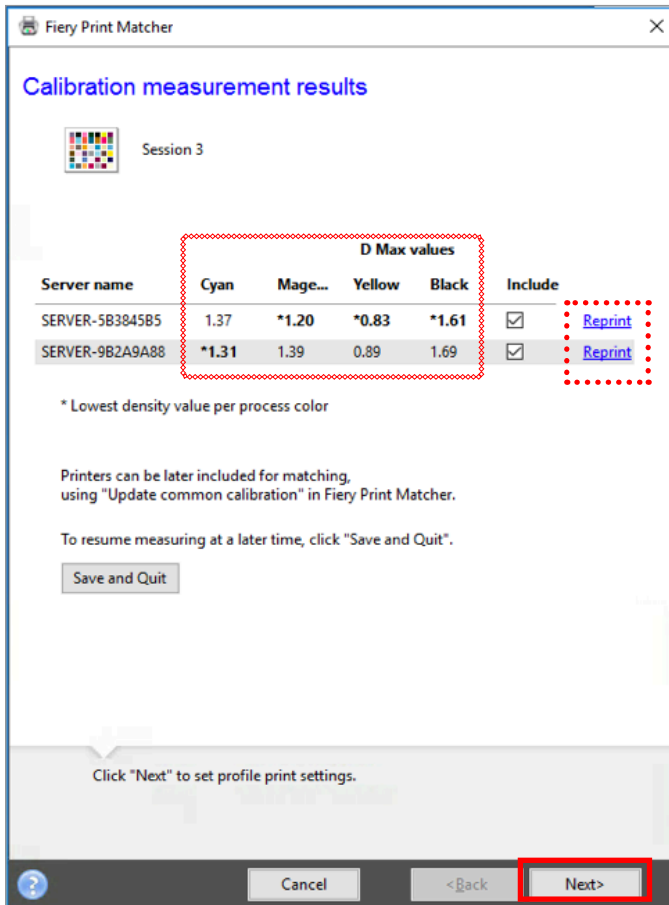 Fiery Print Matcher
Calibration measurement results
Session 3
D Max values
Server name Cyan Mage... Yellow Black Include
SERVER-5B3845B5 1.37 *1.20 *0.83 *1.61 Reprint
SERVER-9B2A9A88 *1.31 1.39 0.89 1.69 Reprint
* Lowest density value per process color
Printers can be later included for matching,
using "Update common calibration" in Fiery Print Matcher.
To resume measuring at a later time, click "Save and Quit".
Save and Quit
Click "Next" to set profile print settings.
? Cancel <Back Next>